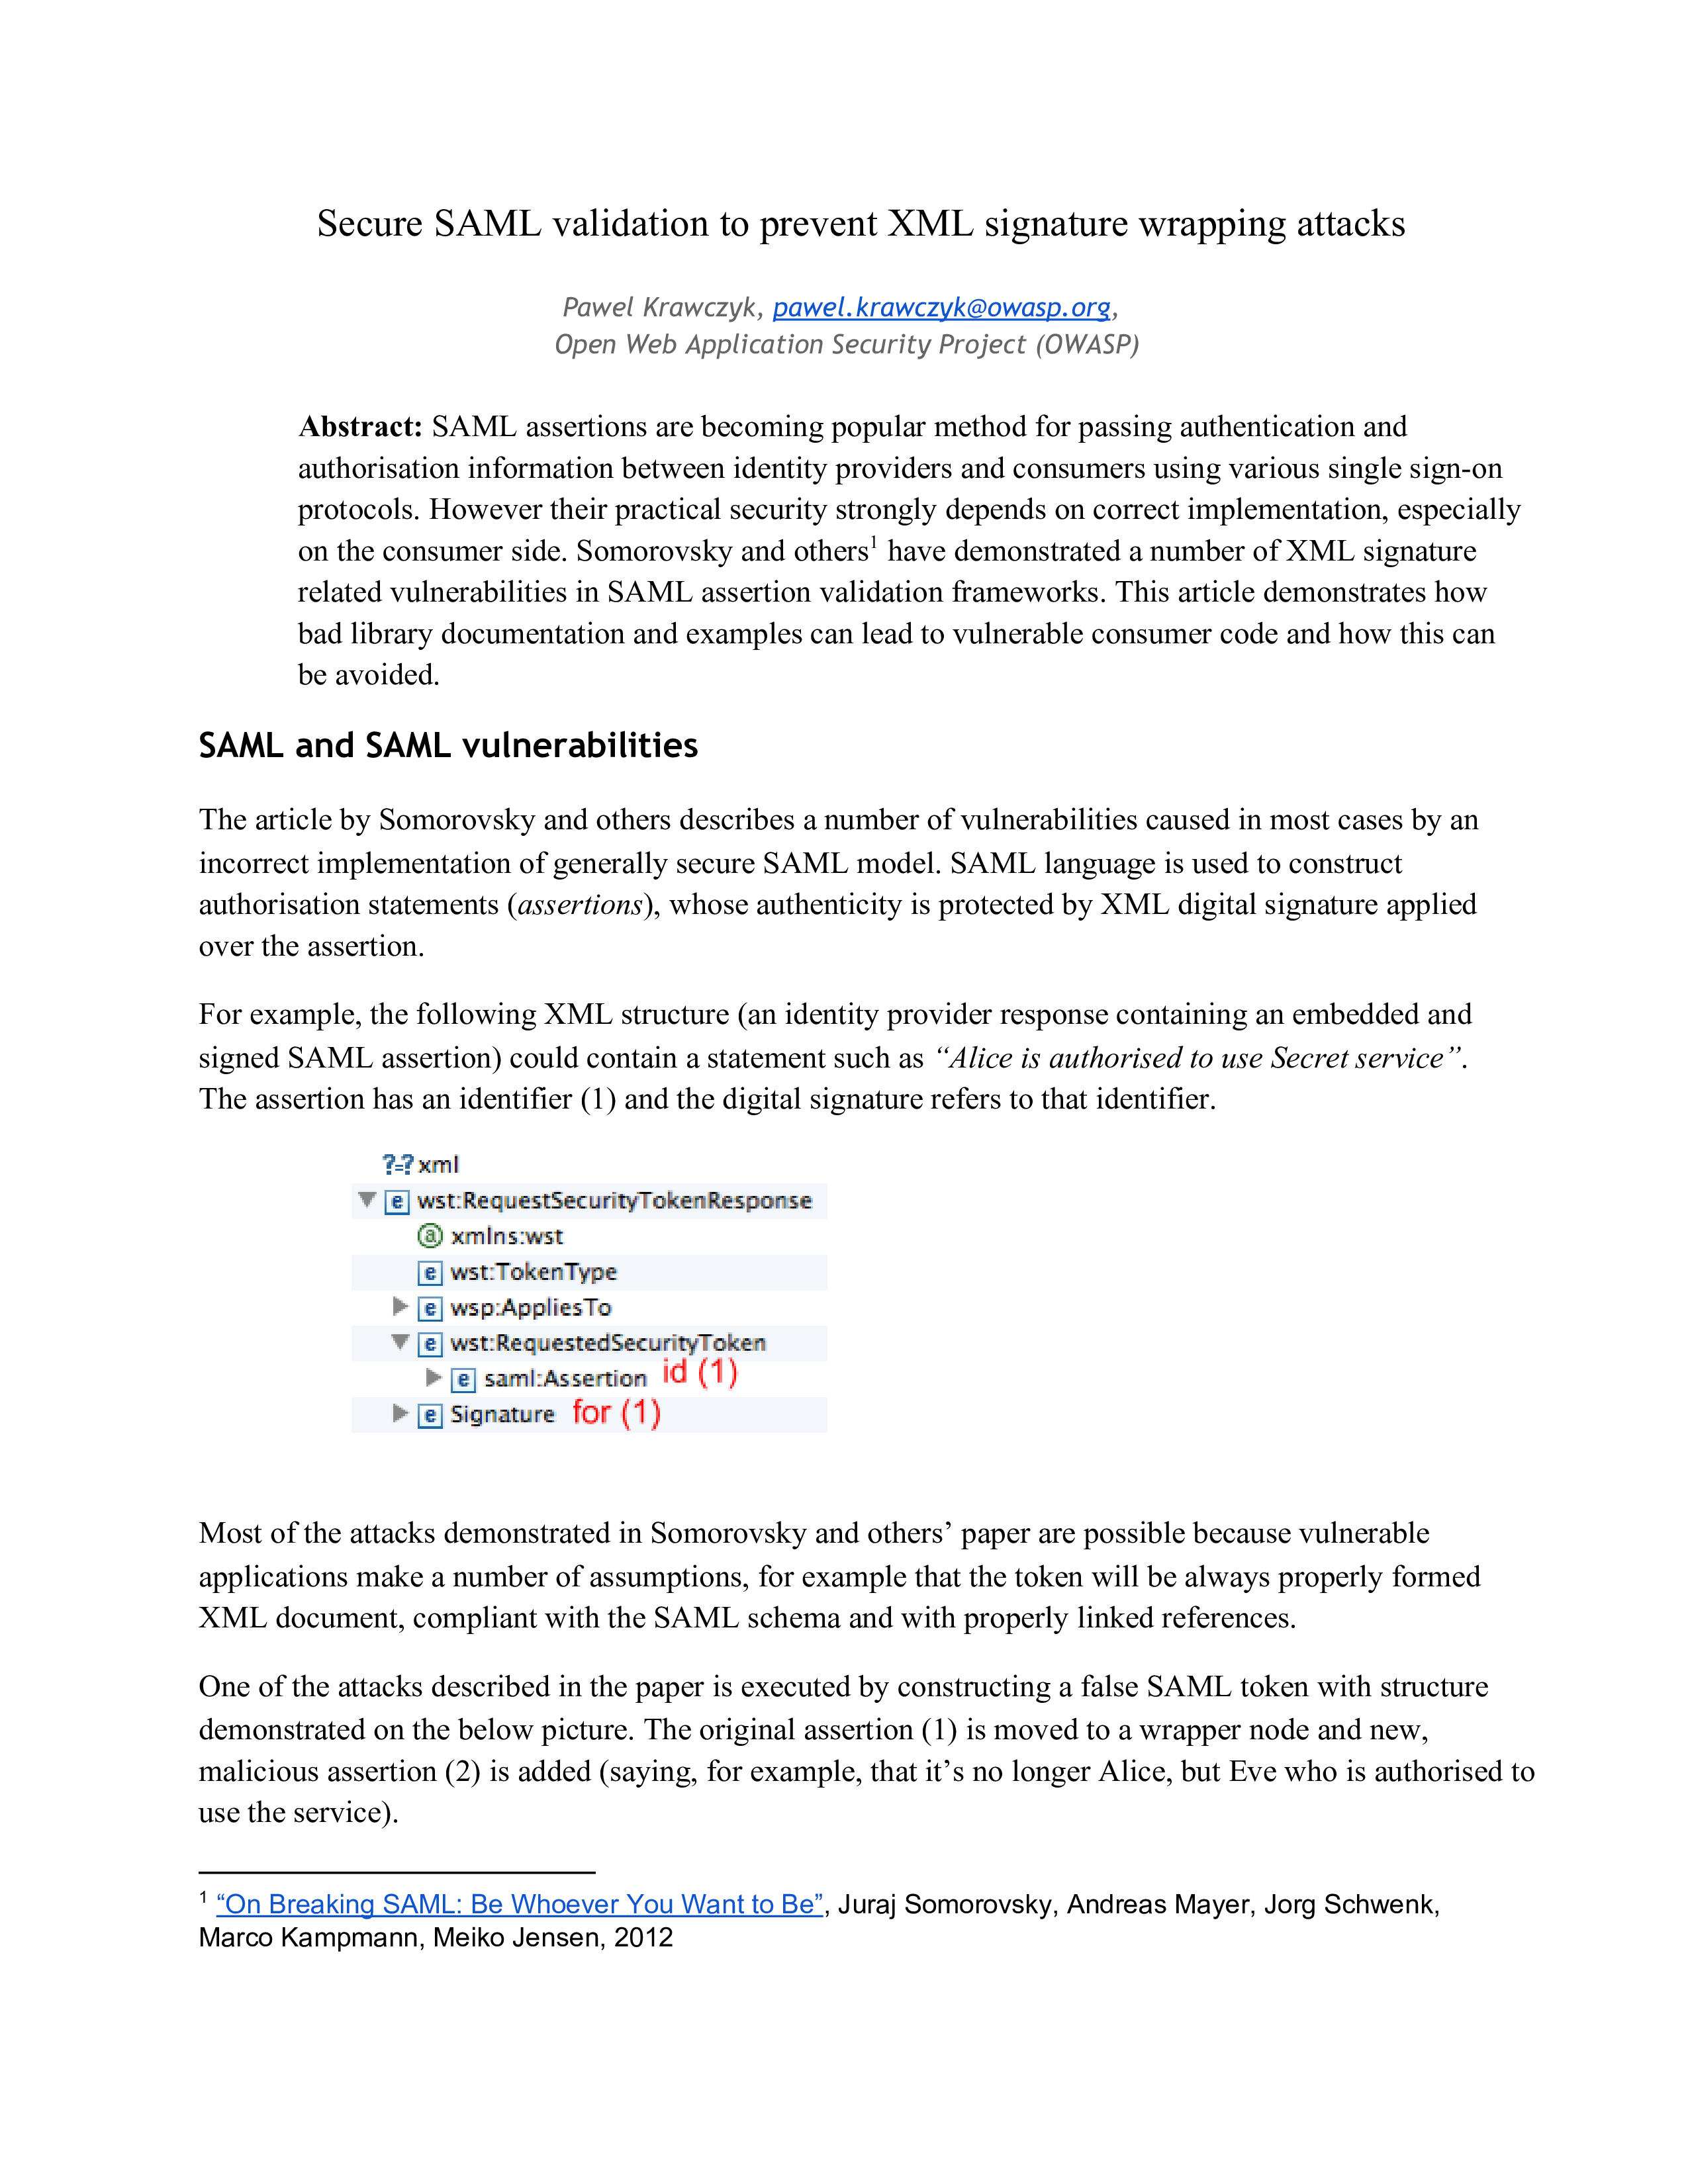 Secure SAML validation to prevent XML signature wrapping attacks
Pawel Krawczyk, pawel.krawczyk@owasp.org,
Open Web Application Security Project (OWASP)
Abstract: SAML assertions are becoming popular method for passing authentication and
authorisation information between identity providers and consumers using various single sign-on
protocols. However their practical security strongly depends on correct implementation, especially
on the consumer side. Somorovsky and others1 have demonstrated a number of XML signature
related vulnerabilities in SAML assertion validation frameworks. This article demonstrates how
bad library documentation and examples can lead to vulnerable consumer code and how this can
be avoided.
SAML and SAML vulnerabilities
The article by Somorovsky and others describes a number of vulnerabilities caused in most cases by an
incorrect implementation of generally secure SAML model. SAML language is used to construct
authorisation statements (assertions), whose authenticity is protected by XML digital signature applied
over the assertion.
For example, the following XML structure (an identity provider response containing an embedded and
signed SAML assertion) could contain a statement such as “Alice is authorised to use Secret service”.
The assertion has an identifier (1) and the digital signature refers to that identifier.
?=? xml
e wst:RequestSecurityTokenResponse
a xmlns:wst
e wst:TokenType
e wsp:AppliesTo
e wst:RequestedSecurityToken
e saml:Assertion id (1)
e Signature for (1)
Most of the attacks demonstrated in Somorovsky and others’ paper are possible because vulnerable
applications make a number of assumptions, for example that the token will be always properly formed
XML document, compliant with the SAML schema and with properly linked references.
One of the attacks described in the paper is executed by constructing a false SAML token with structure
demonstrated on the below picture. The original assertion (1) is moved to a wrapper node and new,
malicious assertion (2) is added (saying, for example, that it’s no longer Alice, but Eve who is authorised to
use the service).
1 “On Breaking SAML: Be Whoever You Want to Be”, Juraj Somorovsky, Andreas Mayer, Jorg Schwenk,
Marco Kampmann, Meiko Jensen, 2012